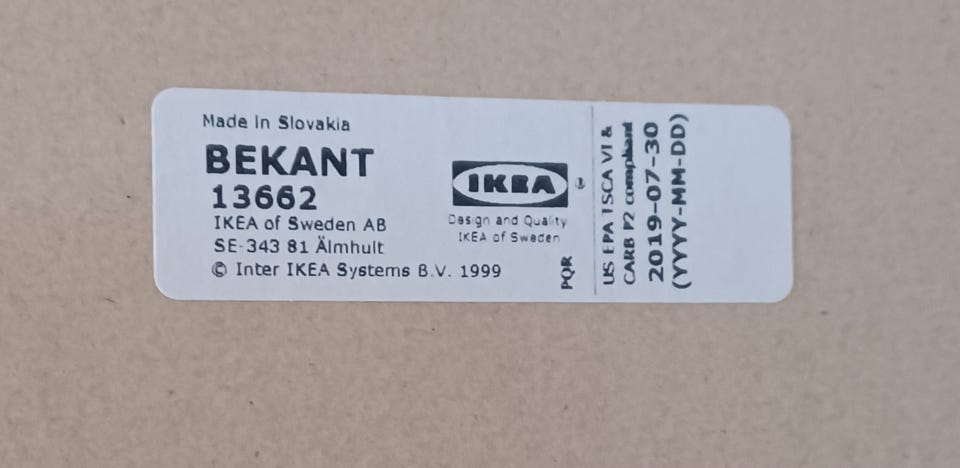 Made in Slovakia
BEKANT
13662
IKEA of Sweden AB
SE-343 81 Älmhult
© Inter IKEA Systems B.V. 1999
IKEA ®
Design and Quality
IKEA of Sweden
PQR
US EPA TSCA VI &
CARB P2 compliant
2019-07-30
(YYYY-MM-DD)